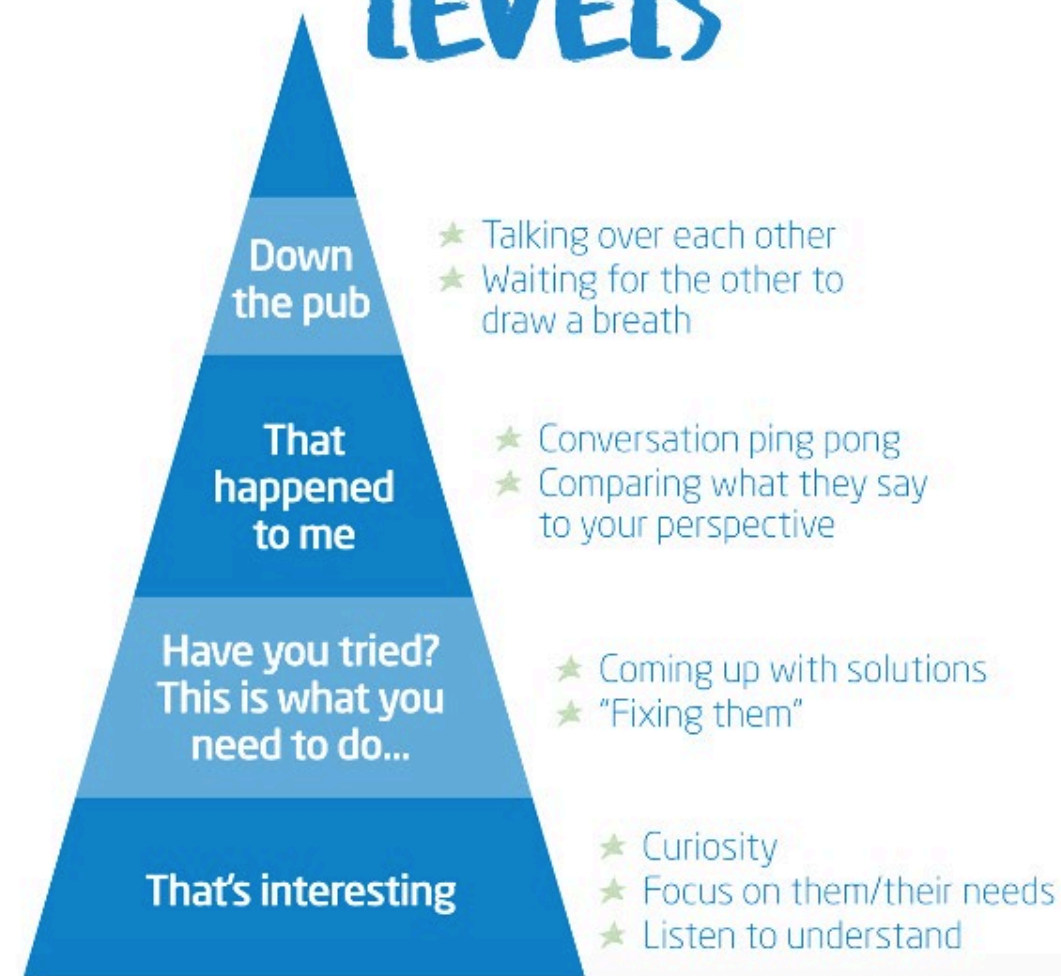 LEVELS
Down
the pub
Talking over each other
Waiting for the other to
draw a breath
That
happened
to me
Conversation ping pong
Comparing what they say
to your perspective
Have you tried?
This is what you
need to do...
Coming up with solutions
“Fixing them”
That's interesting
Curiosity
Focus on them/their needs
Listen to understand